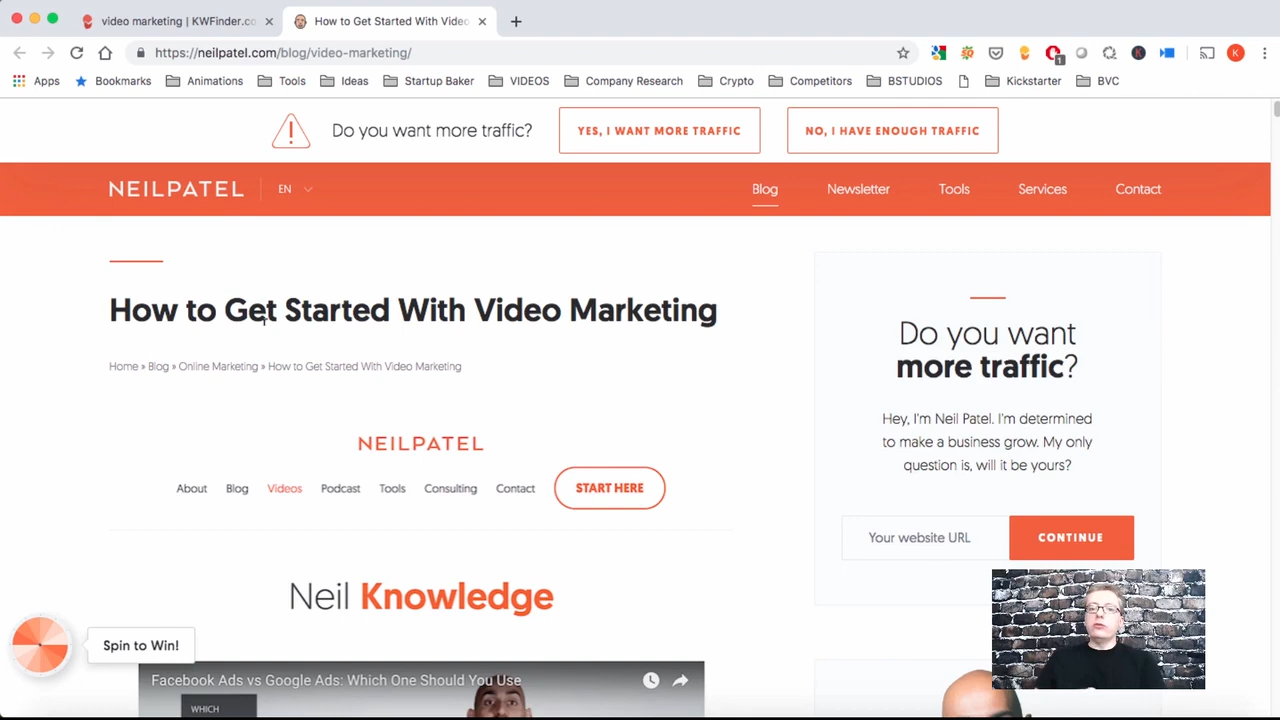 video marketing | KWFinder.co
How to Get Started With Video
https://neilpatel.com/blog/video-marketing/
1
K
K
Apps
Bookmarks
Animations
Tools
Ideas
Startup Baker
VIDEOS
Company Research
Crypto
Competitors
BSTUDIOS
Kickstarter
BVC
!
Do you want more traffic?
YES, I WANT MORE TRAFFIC
NO, I HAVE ENOUGH TRAFFIC
NEILPATEL
EN
Blog
Newsletter
Tools
Services
Contact
How to Get Started With Video Marketing
Home » Blog » Online Marketing » How to Get Started With Video Marketing
NEILPATEL
About
Blog
Videos
Podcast
Tools
Consulting
Contact
START HERE
Neil Knowledge
Facebook Ads vs Google Ads: Which One Should You Use
WHICH
Spin to Win!
Do you want
more traffic?
Hey, I'm Neil Patel. I'm determined
to make a business grow. My only
question is, will it be yours?
Your website URL
CONTINUE